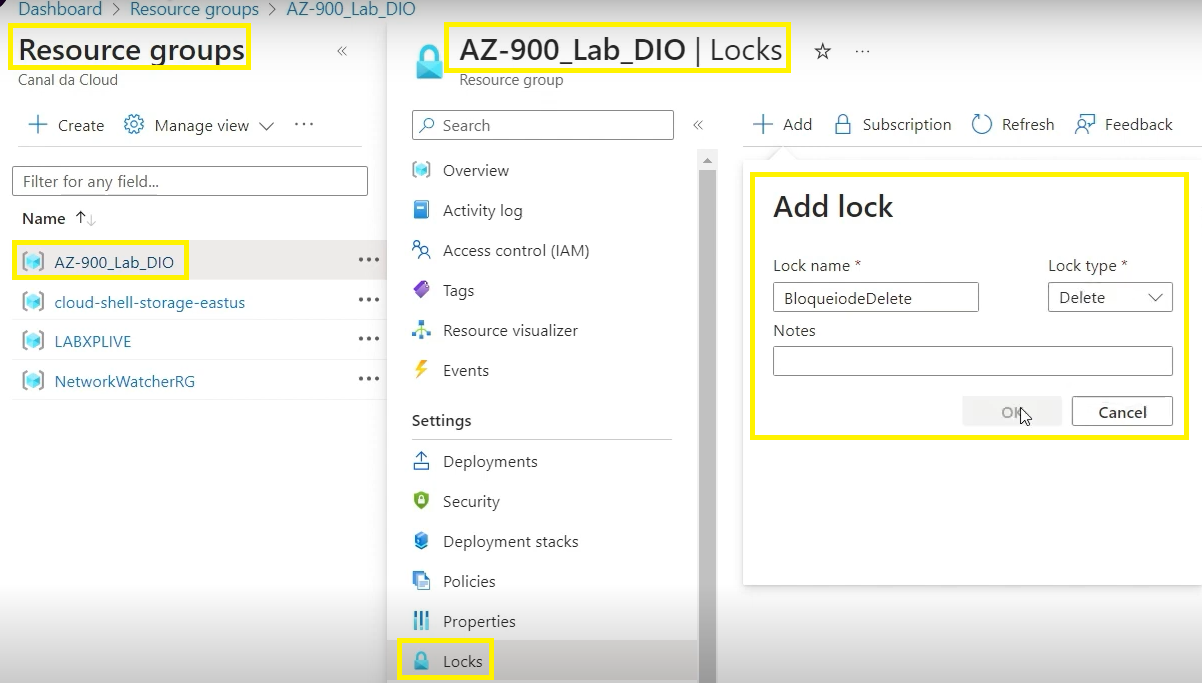 Dashboard > Resource groups > AZ-900_Lab_DIO
Resource groups
Canal da Cloud
Create Manage view
Filter for any field...
Name
AZ-900_Lab_DIO
cloud-shell-storage-eastus
LABXPLIVE
NetworkWatcherRG
AZ-900_Lab_DIO | Locks
Resource group
Search
Overview
Activity log
Access control (IAM)
Tags
Resource visualizer
Events
Settings
Deployments
Security
Deployment stacks
Policies
Properties
Locks
Add Subscription Refresh Feedback
Add lock
Lock name * Lock type *
BloqueiodeDelete Delete
Notes
OK Cancel